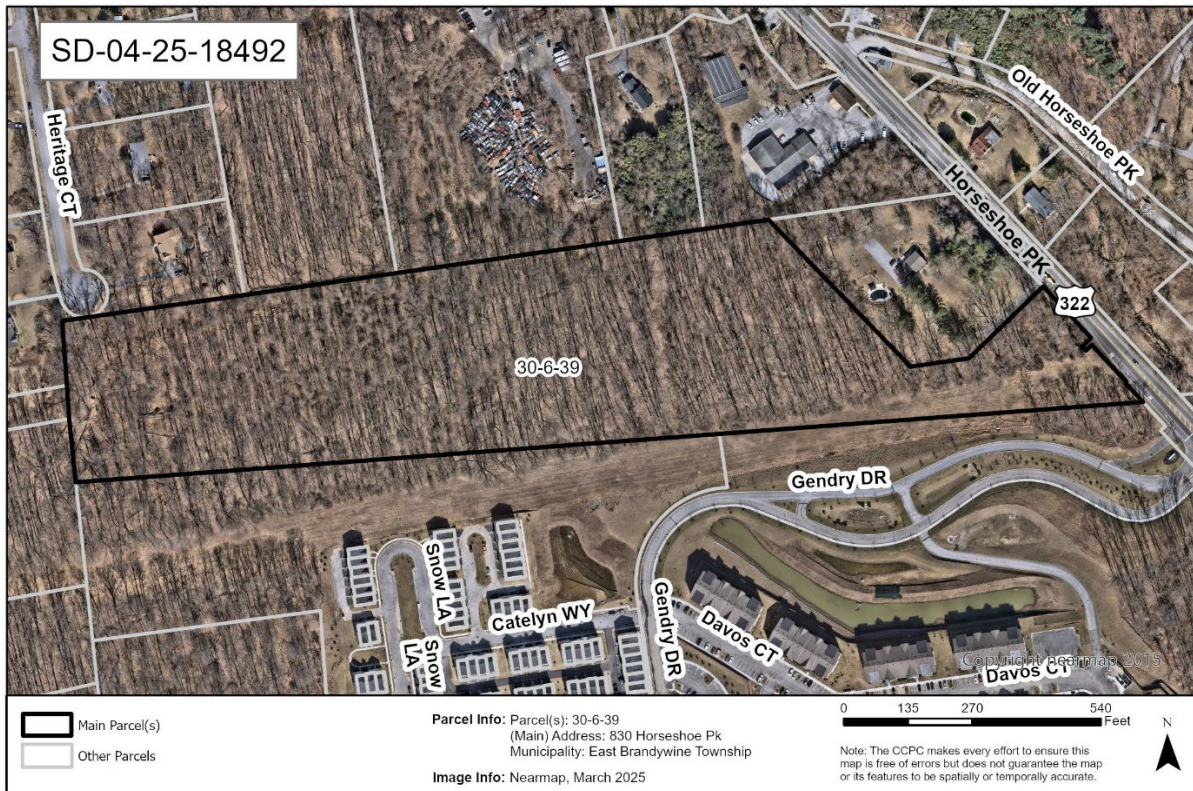 SD-04-25-18492
Heritage CT
Old Horseshoe PK
Horseshoe PK
322
30-6-39
Gendry DR
Snow LA
Snow LA
Catelyn WY
Gendry DR
Davos CT
Copyright nearmap 2015
Davos CT
Main Parcel(s)
Other Parcels
Parcel Info: Parcel(s): 30-6-39
(Main) Address: 830 Horseshoe Pk
Municipality: East Brandywine Township
Image Info: Nearmap, March 2025
0 135 270 540
Feet
Note: The CCPC makes every effort to ensure this
map is free of errors but does not guarantee the map
or its features to be spatially or temporally accurate.
N